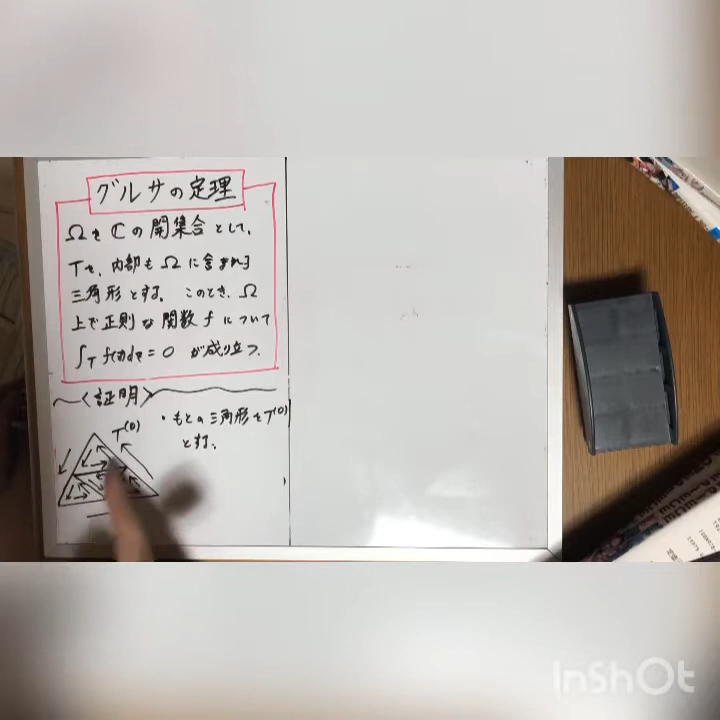 グルサの定理
Ωを ℂ の開集合として、
Tを、内部も Ω に含まれる
三角形とする。このとき、Ω
上で正則な関数 f について
∫_T f(z)dz = 0 が成り立つ.
<証明>
・もとの三角形を T^(0)
とする。
T^(0)
InShOt